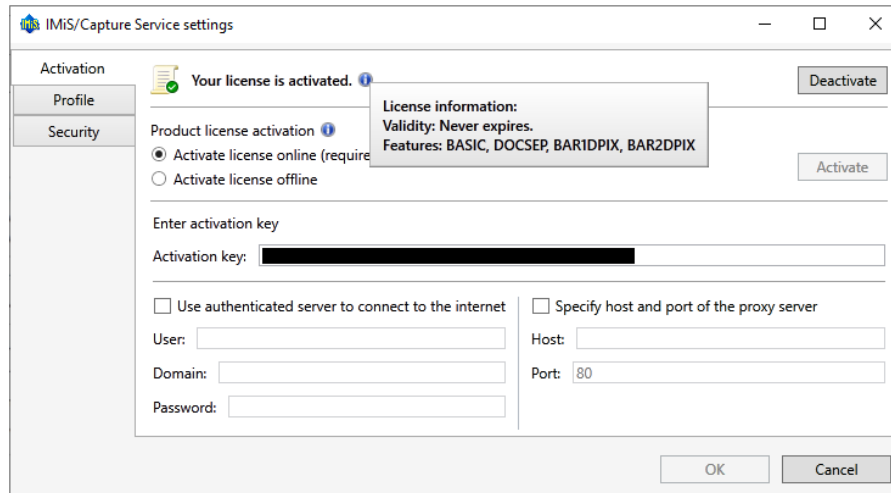 IMiS/Capture Service settings
Activation
Profile
Security
Your license is activated.
Deactivate
License information:
Validity: Never expires.
Features: BASIC, DOCSEP, BAR1DPIX, BAR2DPIX
Product license activation
Activate license online (require
Activate license offline
Activate
Enter activation key
Activation key:
Use authenticated server to connect to the internet
User:
Domain:
Password:
Specify host and port of the proxy server
Host:
Port: 80
OK
Cancel